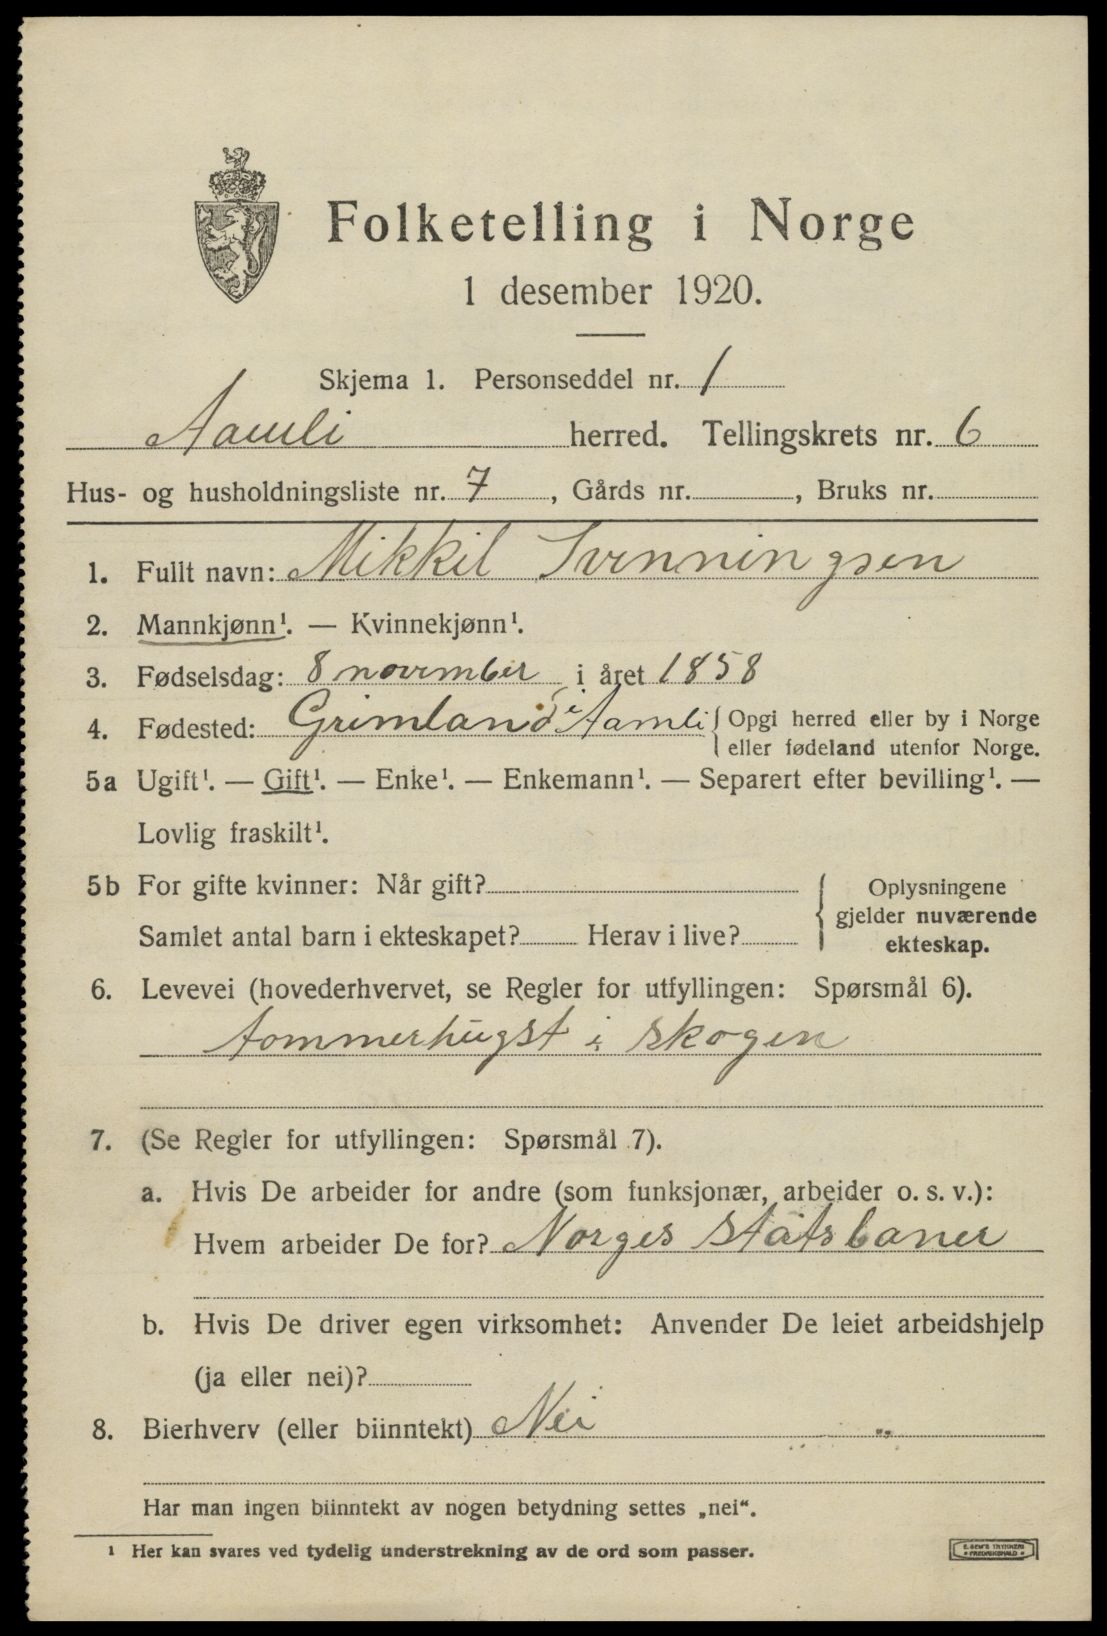 Folketelling i Norge
1 desember 1920.
Skjema 1. Personseddel nr. 1
Aamli herred. Tellingskrets nr. 6
Hus- og husholdningsliste nr. 7, Gårds nr. , Bruks nr.
1. Fullt navn: Mikkil Svenningsen
2. Mannkjønn¹. — Kvinnekjønn¹.
3. Fødselsdag: 8 november i året 1858
4. Fødested: Grimland i Aamli { Opgi herred eller by i Norge
eller fødeland utenfor Norge.
5a Ugift¹. — Gift¹. — Enke¹. — Enkemann¹. — Separert efter bevilling¹. —
Lovlig fraskilt¹.
5b For gifte kvinner: Når gift?
Samlet antal barn i ekteskapet? Herav i live?
Oplysningene
gjelder nuværende
ekteskap.
6. Levevei (hovederhvervet, se Regler for utfyllingen: Spørsmål 6).
tommerhugst i skogen
7. (Se Regler for utfyllingen: Spørsmål 7).
a. Hvis De arbeider for andre (som funksjonær, arbeider o. s. v.):
Hvem arbeider De for? Norges Statsbaner
b. Hvis De driver egen virksomhet: Anvender De leiet arbeidshjelp
(ja eller nei)?
8. Bierhverv (eller biinntekt) Nei „
Har man ingen biinntekt av nogen betydning settes „nei“.
¹ Her kan svares ved tydelig understrekning av de ord som passer.